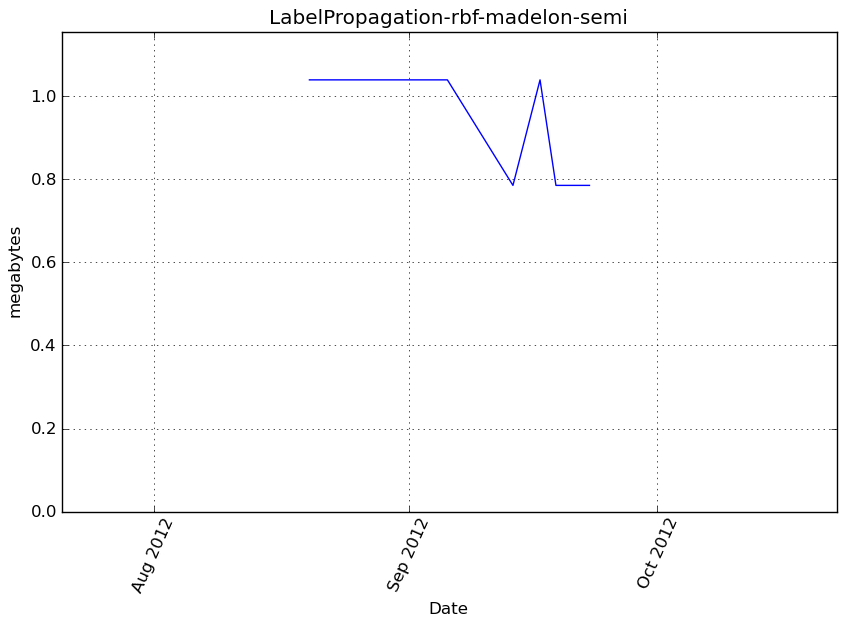 LabelPropagation-rbf-madelon-semi
megabytes
1.0
0.8
0.6
0.4
0.2
0.0
Aug 2012
Sep 2012
Oct 2012
Date